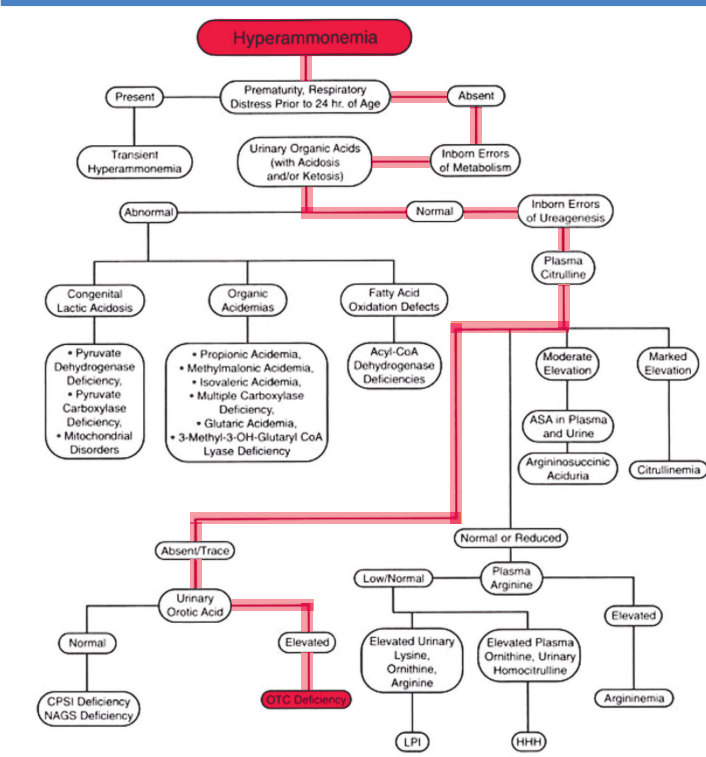 Hyperammonemia
Prematurity, Respiratory
Distress Prior to 24 hr. of Age
Present
Absent
Transient
Hyperammonemia
Urinary Organic Acids
(with Acidosis
and/or Ketosis)
Inborn Errors
of Metabolism
Abnormal
Normal
Inborn Errors
of Ureagenesis
Plasma
Citrulline
Congenital
Lactic Acidosis
Organic
Acidemias
Fatty Acid
Oxidation Defects
• Pyruvate
Dehydrogenase
Deficiency,
• Pyruvate
Carboxylase
Deficiency,
• Mitochondrial
Disorders
• Propionic Acidemia,
• Methylmalonic Acidemia,
• Isovaleric Acidemia,
• Multiple Carboxylase
Deficiency,
• Glutaric Acidemia,
• 3-Methyl-3-OH-Glutaryl CoA
Lyase Deficiency
Acyl-CoA
Dehydrogenase
Deficiencies
Moderate
Elevation
Marked
Elevation
ASA in Plasma
and Urine
Argininosuccinic
Aciduria
Citrullinemia
Absent/Trace
Normal or Reduced
Urinary
Orotic Acid
Low/Normal
Plasma
Arginine
Elevated
Normal
Elevated
Elevated Urinary
Lysine,
Ornithine,
Arginine
Elevated Plasma
Ornithine, Urinary
Homocitrulline
CPSI Deficiency
NAGS Deficiency
OTC Deficiency
Argininemia
LPI
HHH